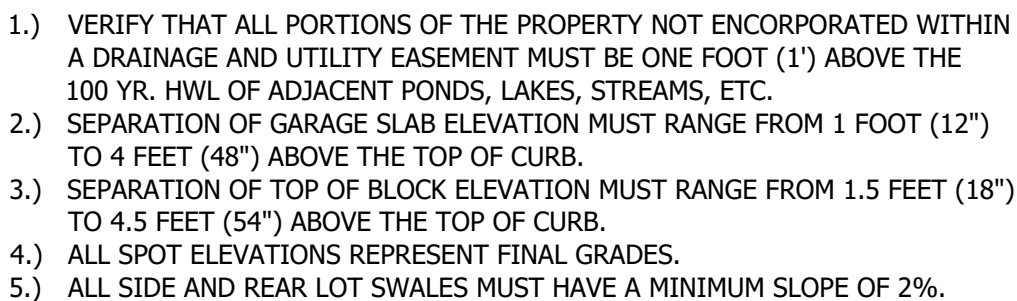 1.) VERIFY THAT ALL PORTIONS OF THE PROPERTY NOT ENCORPORATED WITHIN
A DRAINAGE AND UTILITY EASEMENT MUST BE ONE FOOT (1') ABOVE THE
100 YR. HWL OF ADJACENT PONDS, LAKES, STREAMS, ETC.
2.) SEPARATION OF GARAGE SLAB ELEVATION MUST RANGE FROM 1 FOOT (12")
TO 4 FEET (48") ABOVE THE TOP OF CURB.
3.) SEPARATION OF TOP OF BLOCK ELEVATION MUST RANGE FROM 1.5 FEET (18")
TO 4.5 FEET (54") ABOVE THE TOP OF CURB.
4.) ALL SPOT ELEVATIONS REPRESENT FINAL GRADES.
5.) ALL SIDE AND REAR LOT SWALES MUST HAVE A MINIMUM SLOPE OF 2%.